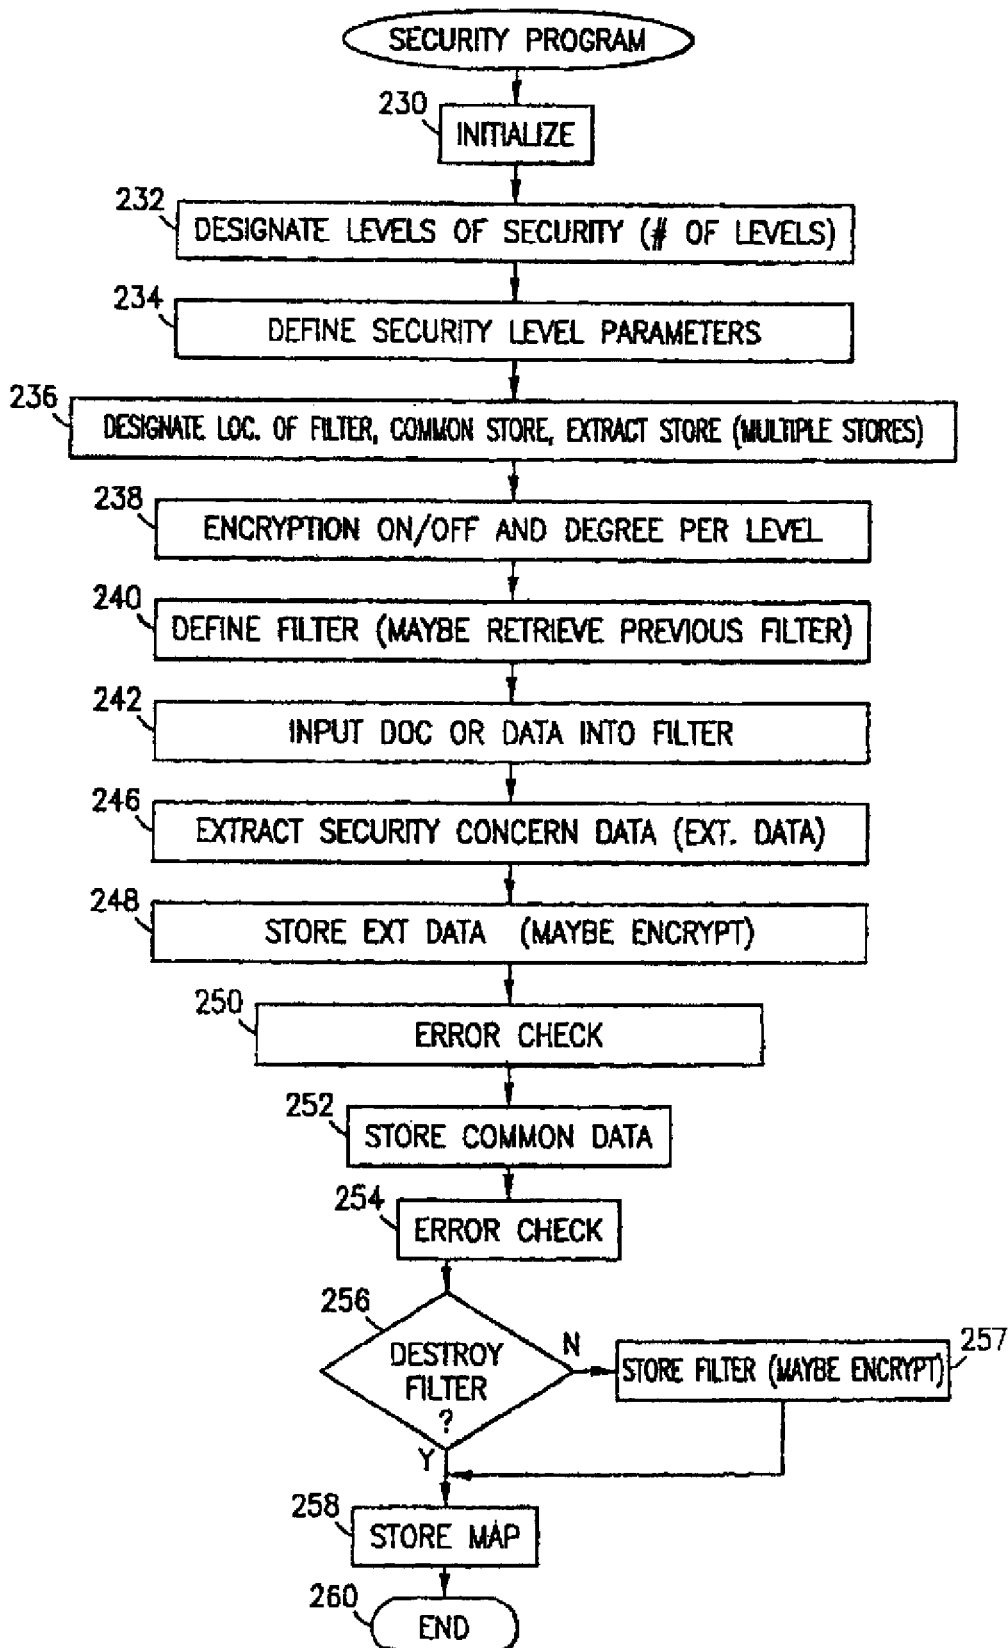 SECURITY PROGRAM
230
INITIALIZE
232
DESIGNATE LEVELS OF SECURITY (# OF LEVELS)
234
DEFINE SECURITY LEVEL PARAMETERS
236
DESIGNATE LOC. OF FILTER, COMMON STORE, EXTRACT STORE (MULTIPLE STORES)
238
ENCRYPTION ON/OFF AND DEGREE PER LEVEL
240
DEFINE FILTER (MAYBE RETRIEVE PREVIOUS FILTER)
242
INPUT DOC OR DATA INTO FILTER
246
EXTRACT SECURITY CONCERN DATA (EXT. DATA)
248
STORE EXT DATA (MAYBE ENCRYPT)
250
ERROR CHECK
252
STORE COMMON DATA
254
ERROR CHECK
256
DESTROY
FILTER
?
N
257
STORE FILTER (MAYBE ENCRYPT)
Y
258
STORE MAP
260
END